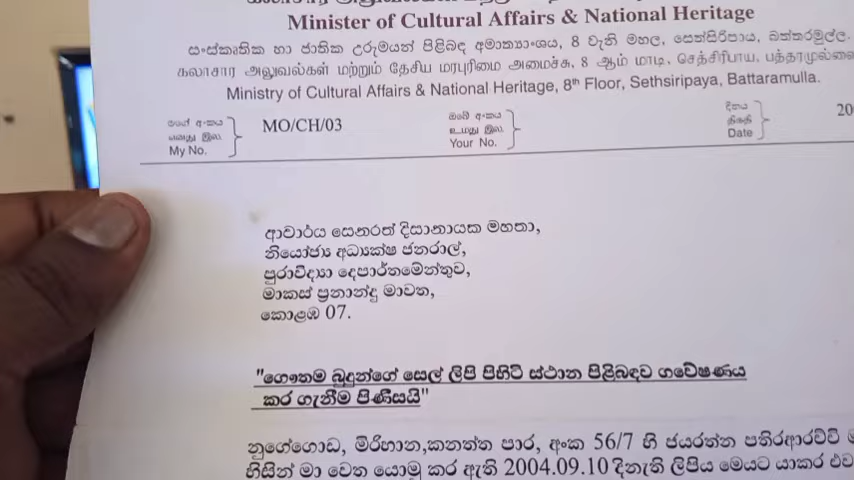 Minister of Cultural Affairs & National Heritage
සංස්කෘතික හා ජාතික උරුමයන් පිළිබඳ අමාත්‍යාංශය, 8 වැනි මහල, සෙත්සිරිපාය, බත්තරමුල්ල.
கலாசார அலுவல்கள் மற்றும் தேசிய மரபுரிமை அமைச்சு, 8 ஆம் மாடி, செத்சிரிபாய, பத்தரமுல்லை
Ministry of Cultural Affairs & National Heritage, 8th Floor, Sethsiripaya, Battaramulla.
මගේ අංකය
எனது இல.
My No.
MO/CH/03
ඔබේ අංකය
உமது இல.
Your No.
දිනය
திகதி
Date
20
ආචාර්ය සෙනරත් දිසානායක මහතා,
නියෝජ්‍ය අධ්‍යක්ෂ ජනරාල්,
පුරාවිද්‍යා දෙපාර්තමේන්තුව,
මාකස් ප්‍රනාන්දු මාවත,
කොළඹ 07.
"ගෞතම බුදුන්ගේ සෙල් ලිපි පිහිටි ස්ථාන පිළිබඳව ගවේෂණය
කර ගැනීම පිණිසයි"
නුගේගොඩ, මිරිහාන,කනත්ත පාර, අංක 56/7 හි ජයරත්න පතිරආරච්චි
විසින් මා වෙත යොමු කර ඇති 2004.09.10 දිනැති ලිපිය මෙයට යාකර එව